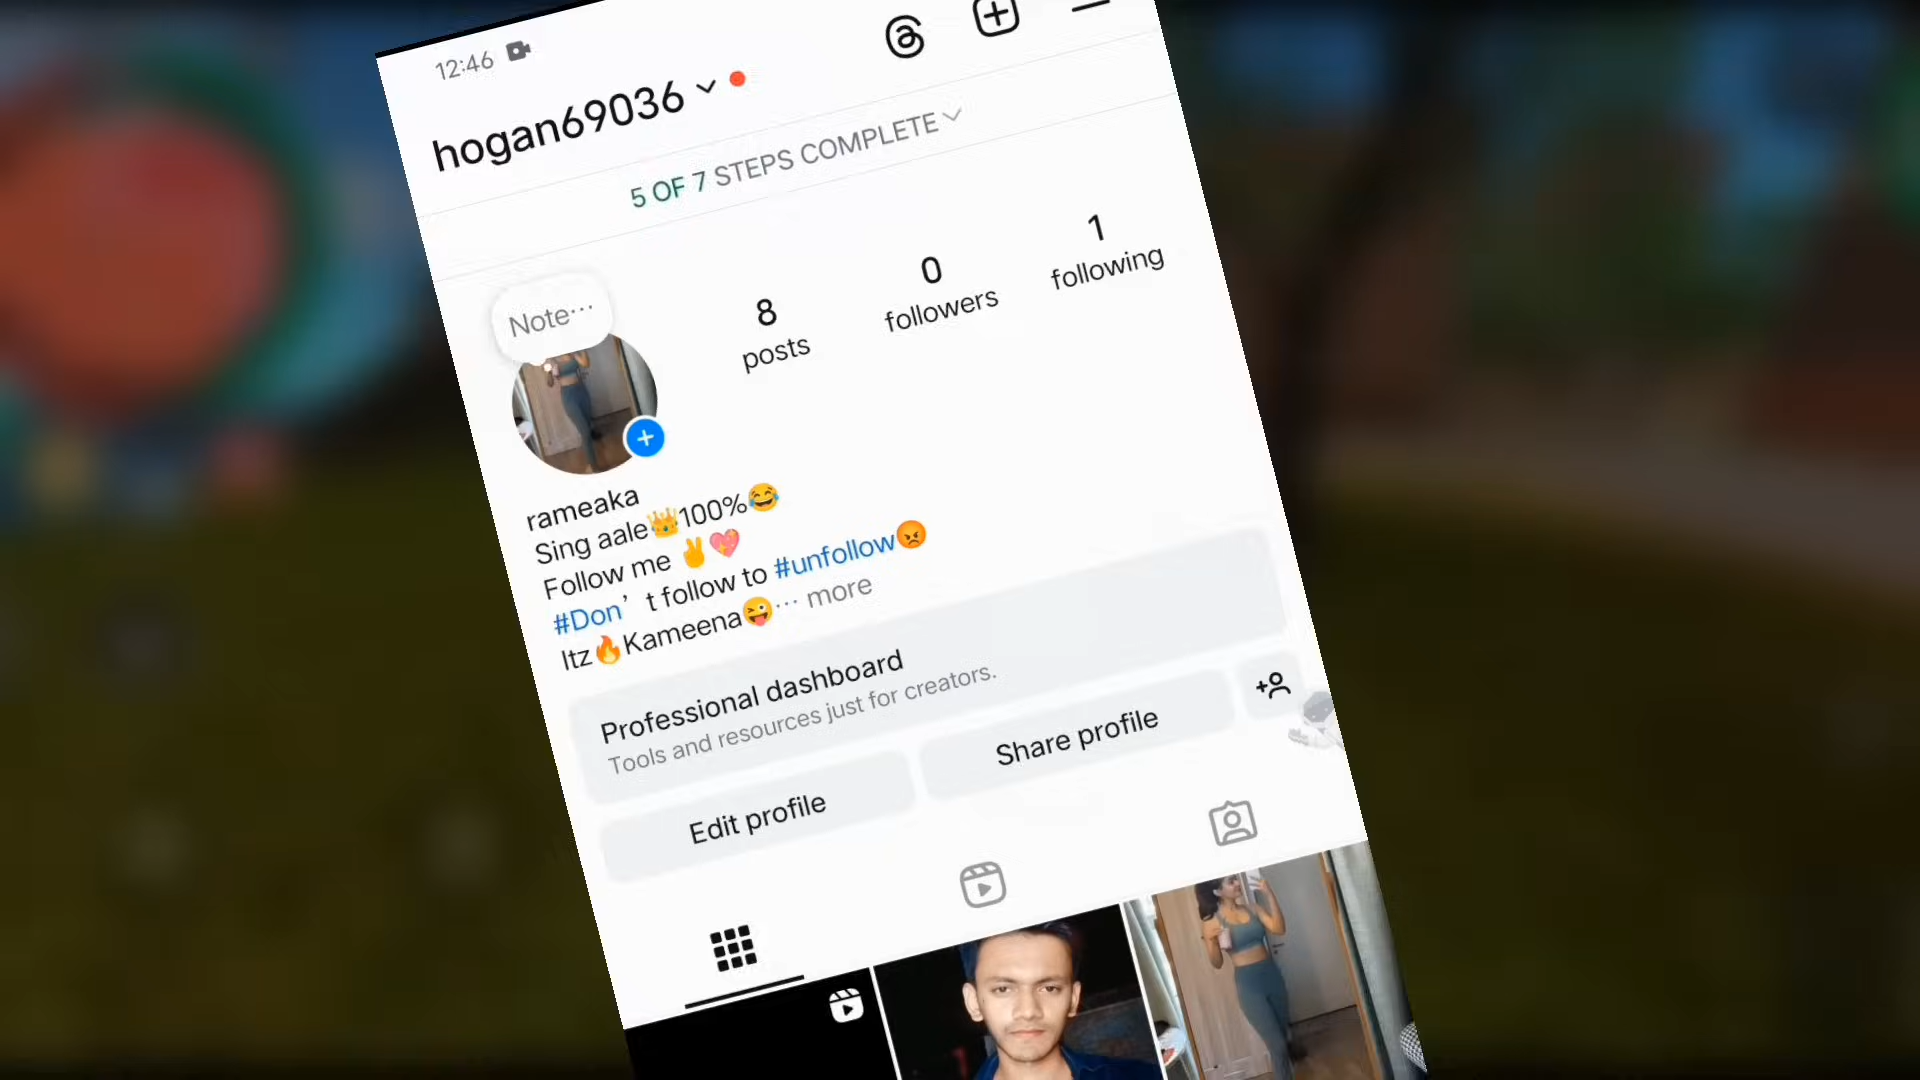 12:46
hogan69036
5 OF 7 STEPS COMPLETE
Note...
8
posts
0
followers
1
following
rameaka
Sing aale👑100%😂
Follow me ✌️💖
#Don’t follow to #unfollow😡
Itz🔥Kameena😜... more
Professional dashboard
Tools and resources just for creators.
Edit profile
Share profile